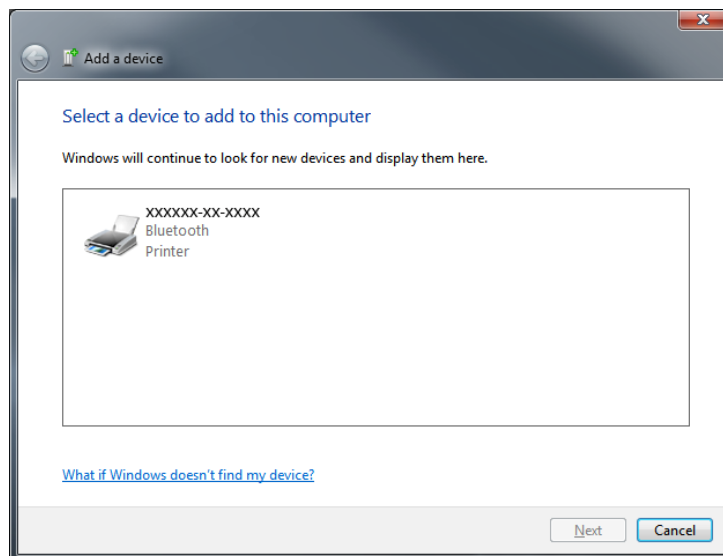 Add a device
Select a device to add to this computer
Windows will continue to look for new devices and display them here.
XXXXXX-XX-XXXX
Bluetooth
Printer
What if Windows doesn't find my device?
Next
Cancel